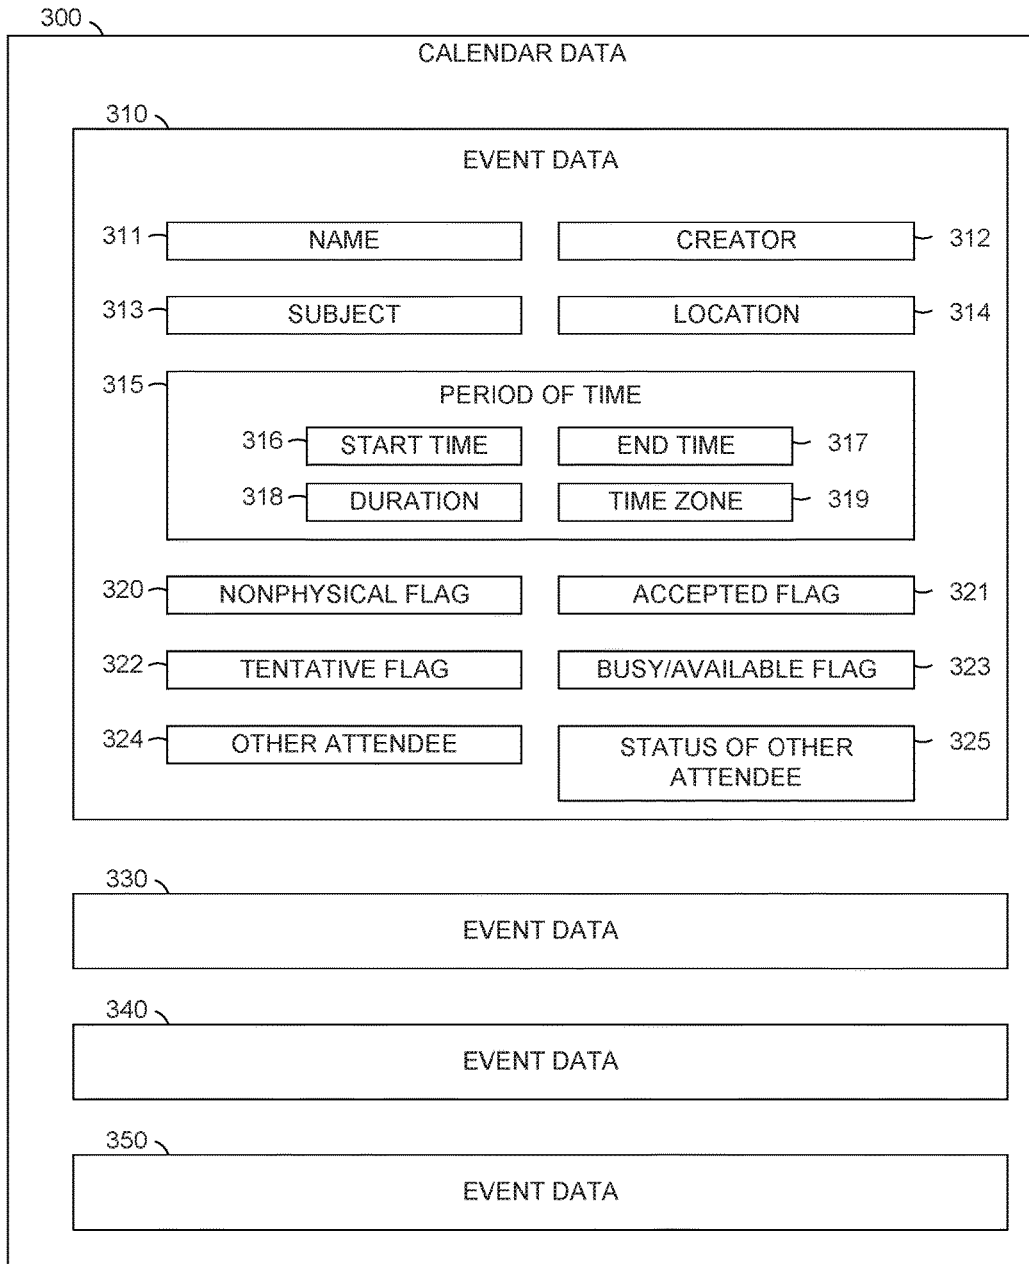 300
CALENDAR DATA
310
EVENT DATA
311 NAME CREATOR 312
313 SUBJECT LOCATION 314
315 PERIOD OF TIME
316 START TIME END TIME 317
318 DURATION TIME ZONE 319
320 NONPHYSICAL FLAG ACCEPTED FLAG 321
322 TENTATIVE FLAG BUSY/AVAILABLE FLAG 323
324 OTHER ATTENDEE STATUS OF OTHER 325
ATTENDEE
330
EVENT DATA
340
EVENT DATA
350
EVENT DATA